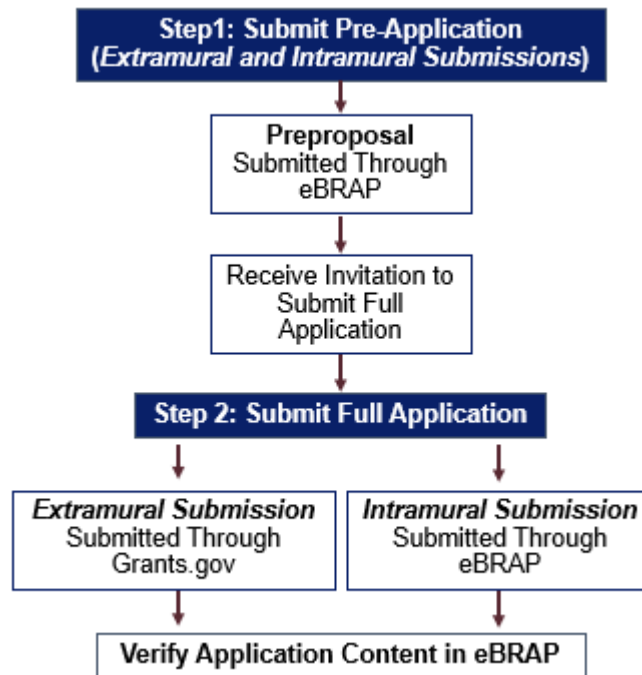 Step1: Submit Pre-Application
(Extramural and Intramural Submissions)
Preproposal
Submitted Through
eBRAP
Receive Invitation to
Submit Full
Application
Step 2: Submit Full Application
Extramural Submission
Submitted Through
Grants.gov
Intramural Submission
Submitted Through
eBRAP
Verify Application Content in eBRAP